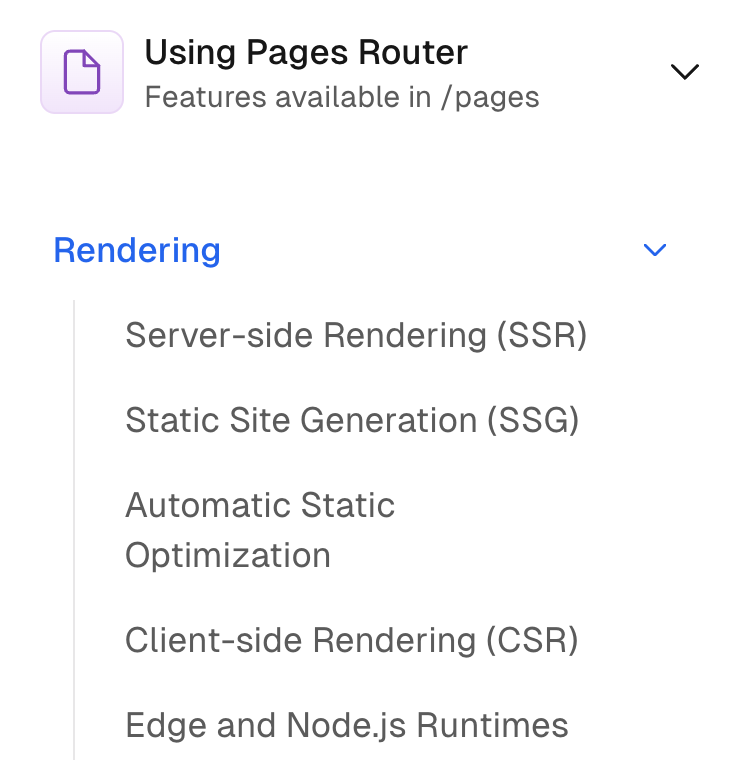 Using Pages Router
Features available in /pages
Rendering
Server-side Rendering (SSR)
Static Site Generation (SSG)
Automatic Static
Optimization
Client-side Rendering (CSR)
Edge and Node.js Runtimes